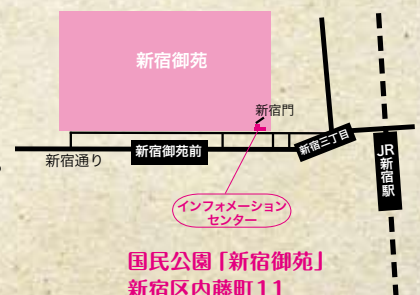 新宿御苑
新宿門
新宿三丁目
JR新宿駅
新宿御苑前
新宿通り
インフォメーション
センター
国民公園「新宿御苑」
新宿区内藤町11